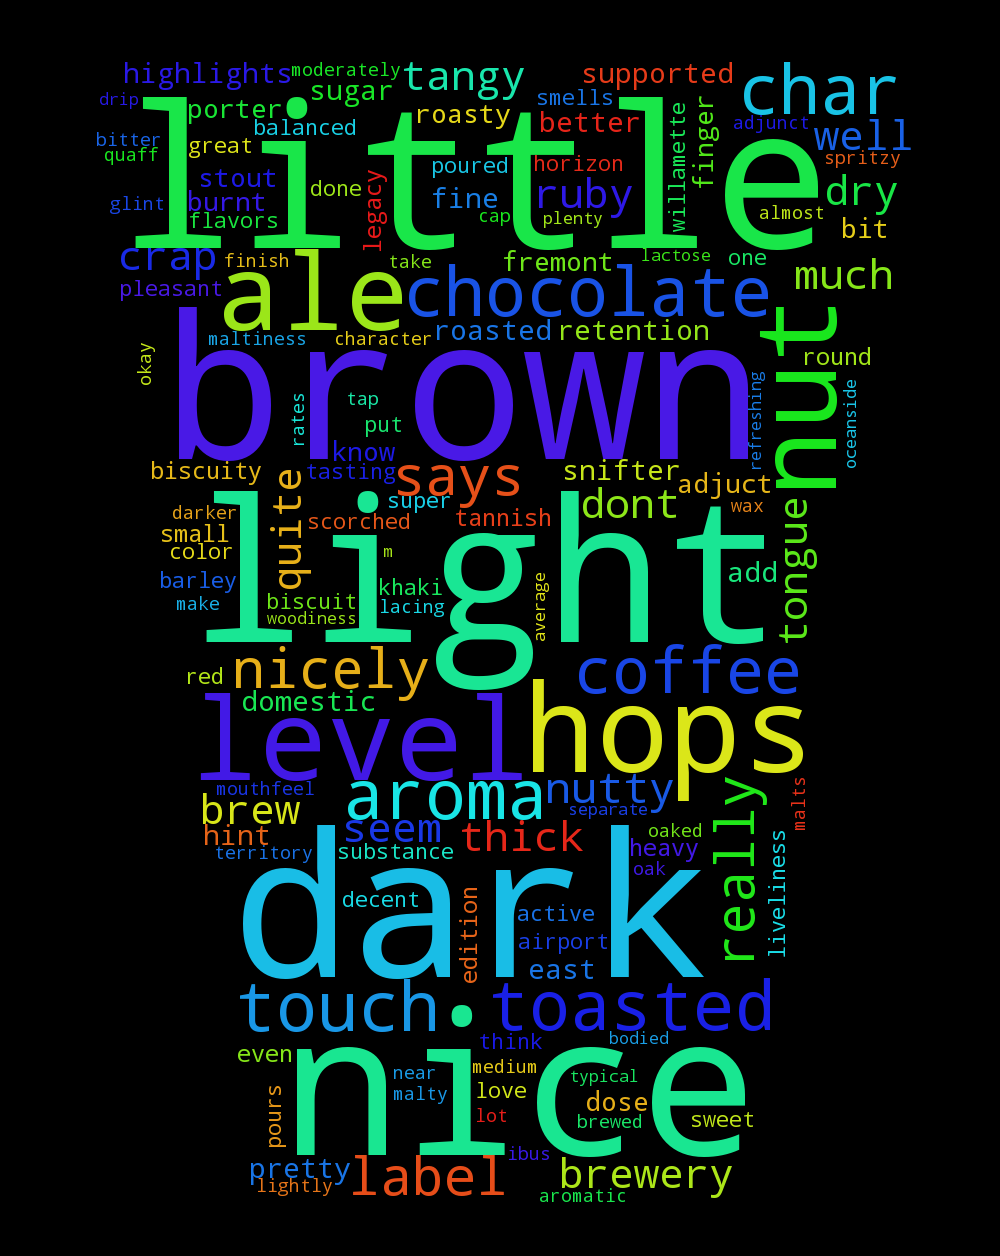 highlights moderately tangy supported char
drip sugar smells
porter roasty finger
bitter balanced better adjunct well
quaff great little spritzy
stout poured horizon willamette
glint burnt done legacy fine ruby dry
flavors cap plenty almost bit
crap finish take fremont lactose one
pleasant ale chocolate much
maltiness character roasted retention
okay brown nut round
rates tap put refreshing oceanside
know
biscuity tasting says snifter adjuct
darker quite super dont wax
small scorched tannish
color m light add tongue
barley khaki
make biscuit lacing average
woodiness
red nicely coffee
domestic level hops
mouthfeel aroma nutty malts
brew separate
hint seem thick oaked really
territory substance heavy liveliness
oak
decent dark edition active
airport
east
touch toasted
even think bodied
near medium typical
pours malty nice love dose
lot brewed sweet
ibus
pretty label brewery
lightly aromatic